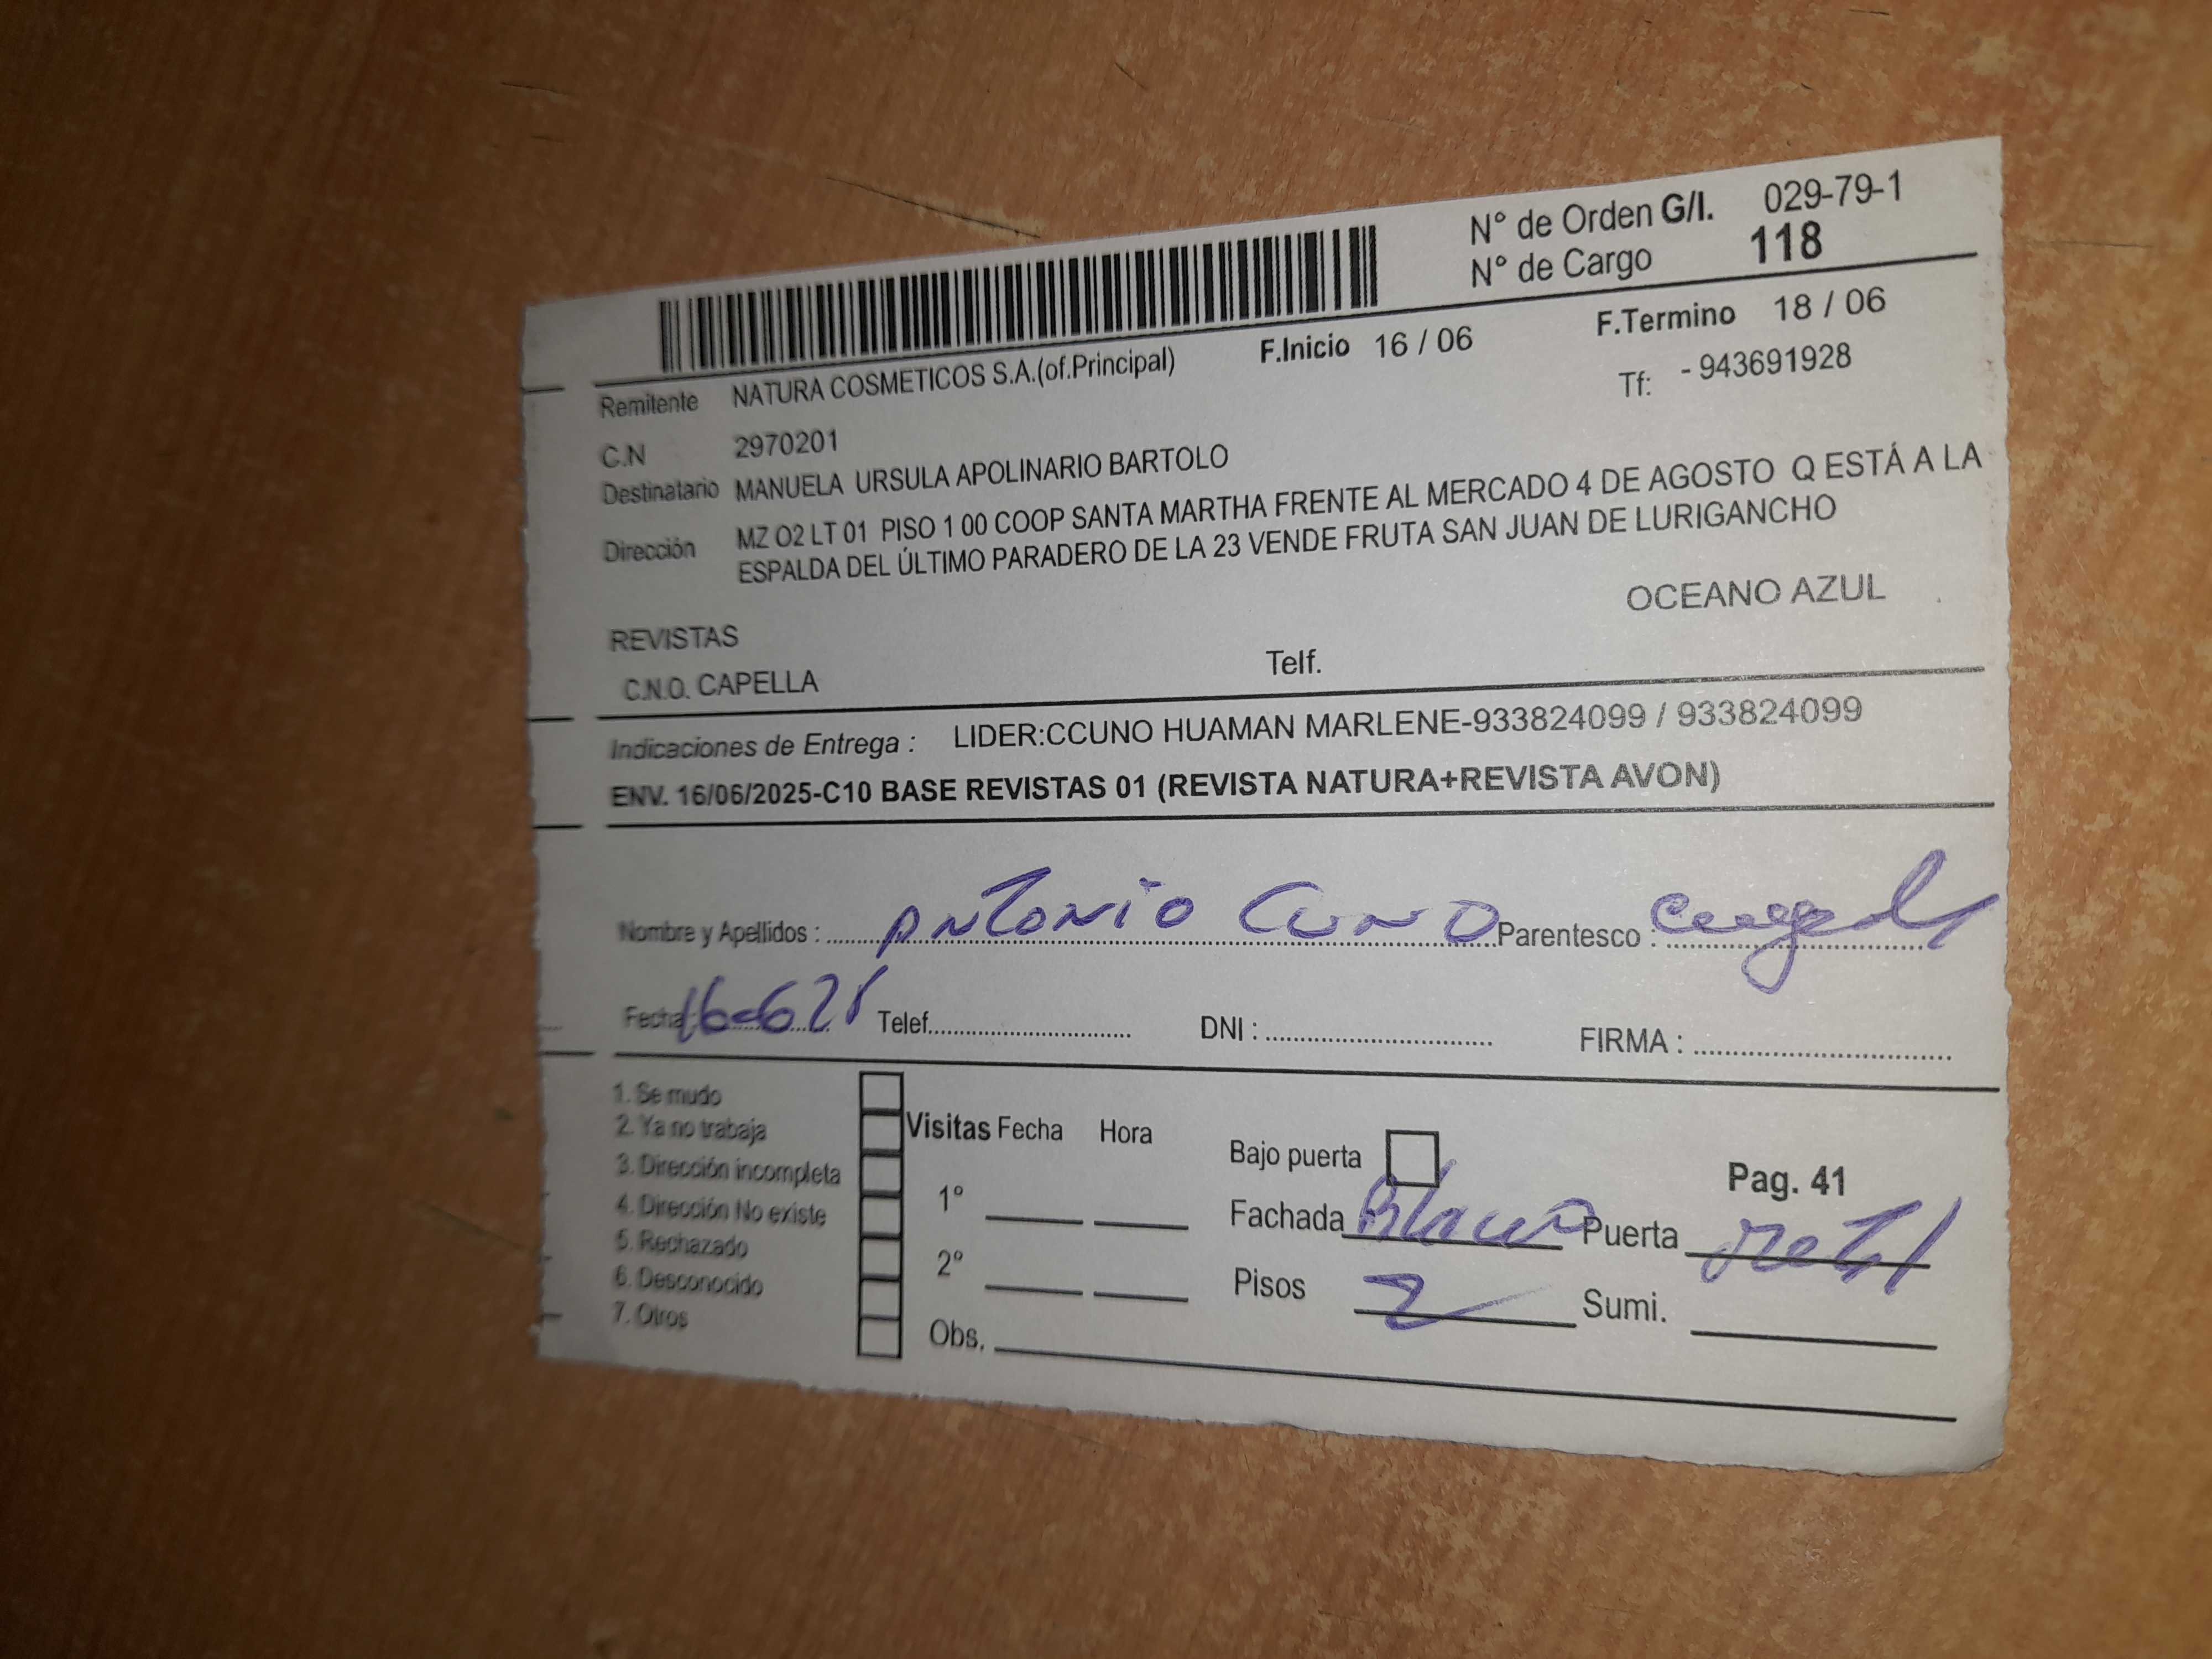 N° de Orden G/I. 029-79-1
N° de Cargo 118
F.Inicio 16 / 06 F.Termino 18 / 06
Remitente NATURA COSMETICOS S.A.(of.Principal) Tf: - 943691928
C.N 2970201
Destinatario MANUELA URSULA APOLINARIO BARTOLO
Dirección MZ O2 LT 01 PISO 1 00 COOP SANTA MARTHA FRENTE AL MERCADO 4 DE AGOSTO Q ESTÁ A LA
ESPALDA DEL ÚLTIMO PARADERO DE LA 23 VENDE FRUTA SAN JUAN DE LURIGANCHO
OCEANO AZUL
REVISTAS
C.N.O. CAPELLA Telf.
Indicaciones de Entrega : LIDER:CCUNO HUAMAN MARLENE-933824099 / 933824099
ENV. 16/06/2025-C10 BASE REVISTAS 01 (REVISTA NATURA+REVISTA AVON)
Nombre y Apellidos : ANTONIO CUNO Parentesco :
Fecha 16-6 Telef. DNI : FIRMA :
1. Se mudo
2. Ya no trabaja
3. Dirección incompleta
4. Dirección No existe
5. Rechazado
6. Desconocido
7. Otros
Visitas Fecha Hora
1°
2°
Obs.
Bajo puerta Pag. 41
Fachada Blanco Puerta
Pisos 2 Sumi.